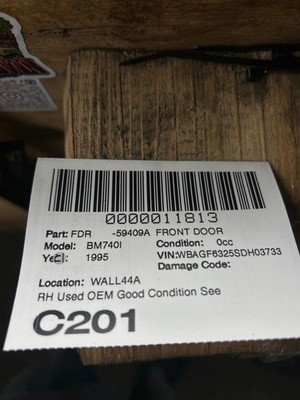 0000011813
Part: FDR -59409A FRONT DOOR
Model: BM740I Condition: 0cc
Year: 1995 VIN:WBAGF6325SDH03733
Damage Code:
Location: WALL44A
RH Used OEM Good Condition See
C201